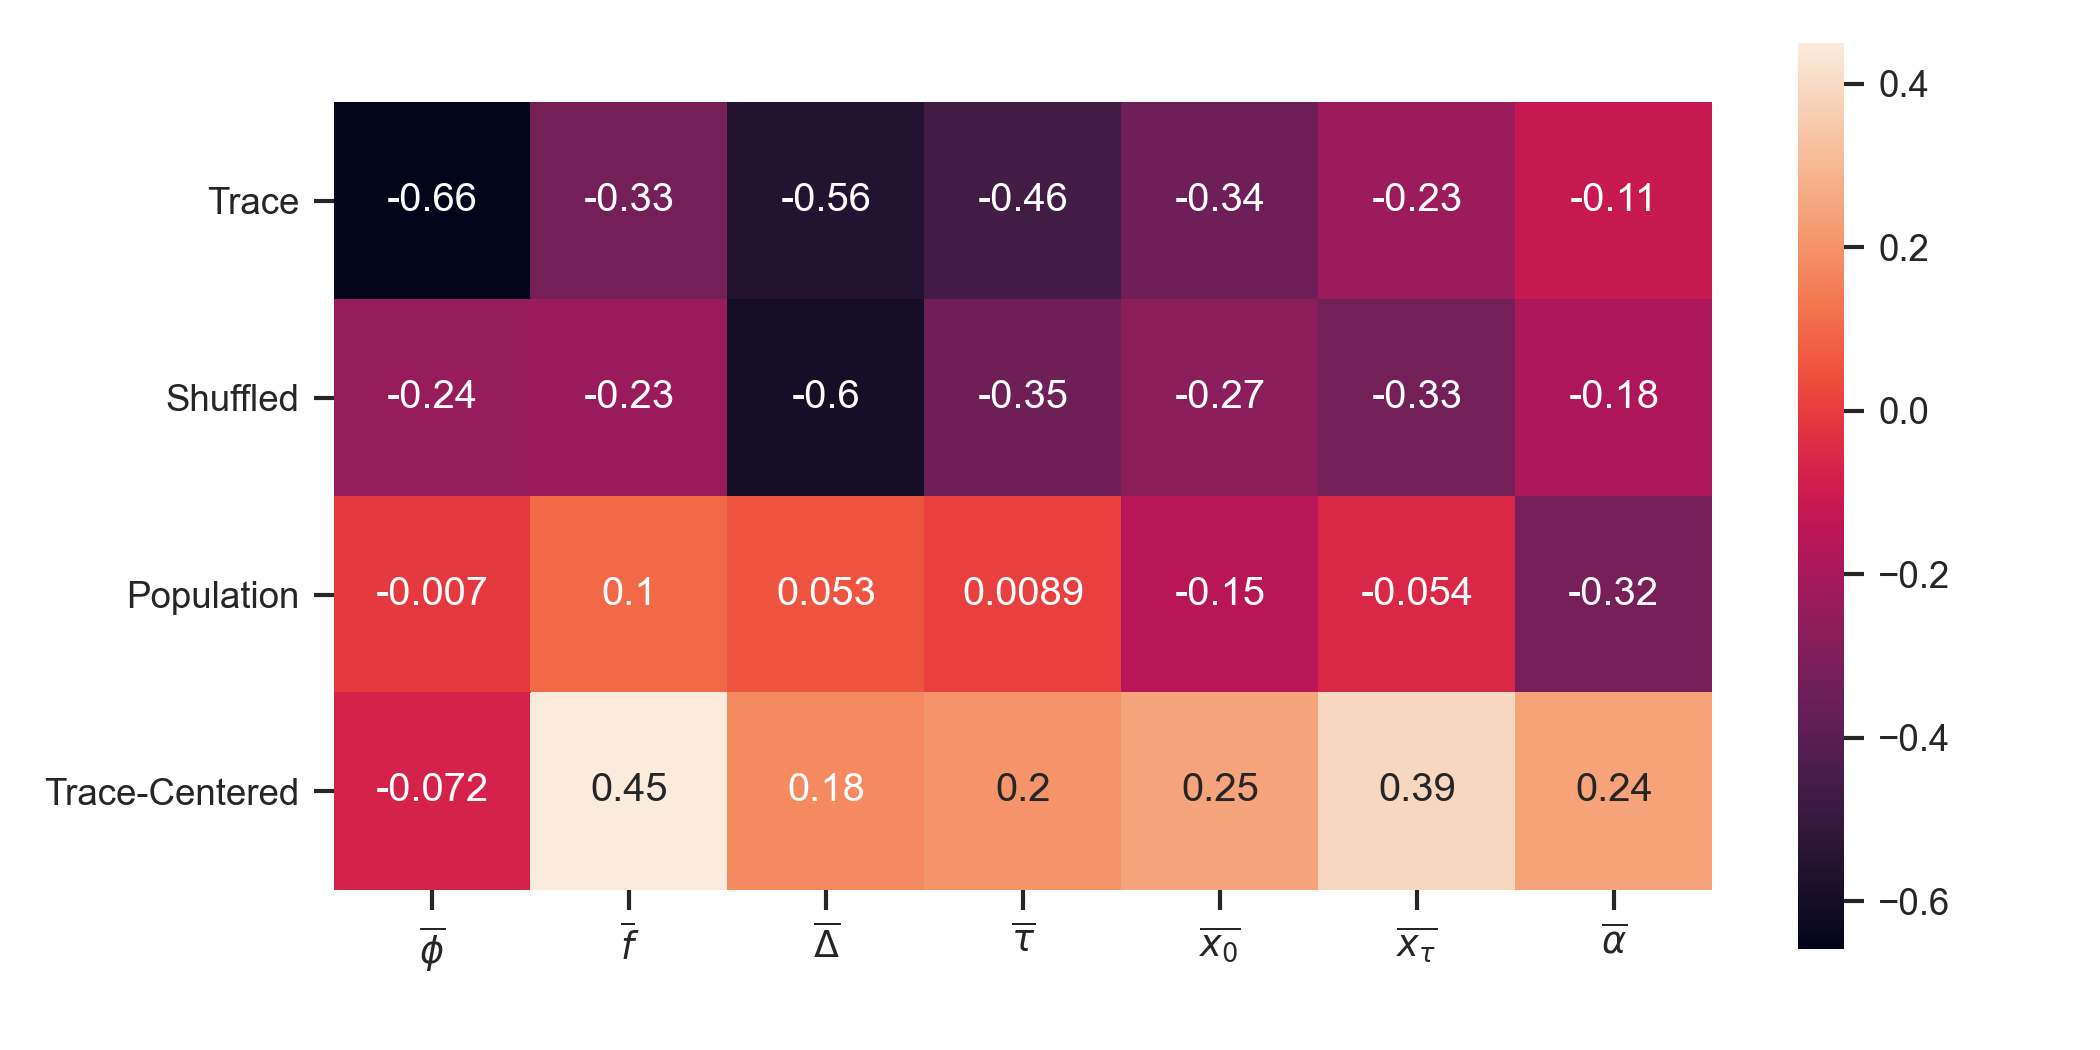 Trace -0.66 -0.33 -0.56 -0.46 -0.34 -0.23 -0.11
Shuffled -0.24 -0.23 -0.6 -0.35 -0.27 -0.33 -0.18
Population -0.007 0.1 0.053 0.0089 -0.15 -0.054 -0.32
Trace-Centered -0.072 0.45 0.18 0.2 0.25 0.39 0.24
ϕ̅ f̅ Δ̅ τ̅ x̅₀̅ x̅_τ̅ α̅
0.4
0.2
0.0
−0.2
−0.4
−0.6